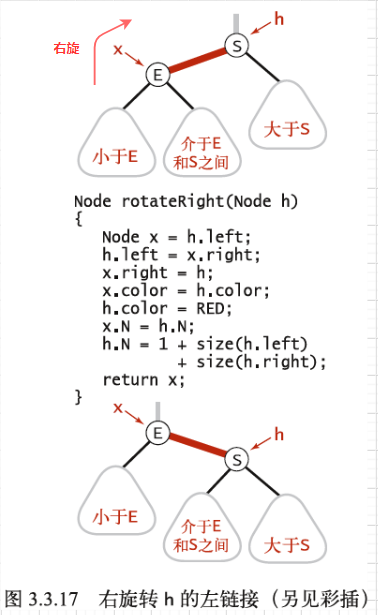 右旋
x
h
S
E
小于E
介于E
和S之间
大于S
Node rotateRight(Node h)
{
Node x = h.left;
h.left = x.right;
x.right = h;
x.color = h.color;
h.color = RED;
x.N = h.N;
h.N = 1 + size(h.left)
+ size(h.right);
return x;
}
x
E
h
S
小于E
介于E
和S之间
大于S
图 3.3.17 右旋转 h 的左链接（另见彩插）